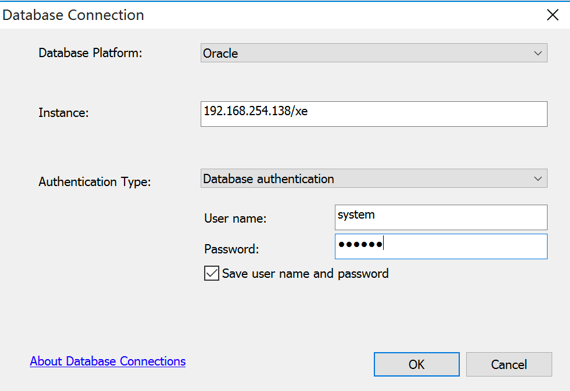 Database Connection
Database Platform: Oracle
Instance: 192.168.254.138/xe
Authentication Type: Database authentication
User name: system
Password: ●●●●●●
Save user name and password
About Database Connections OK Cancel